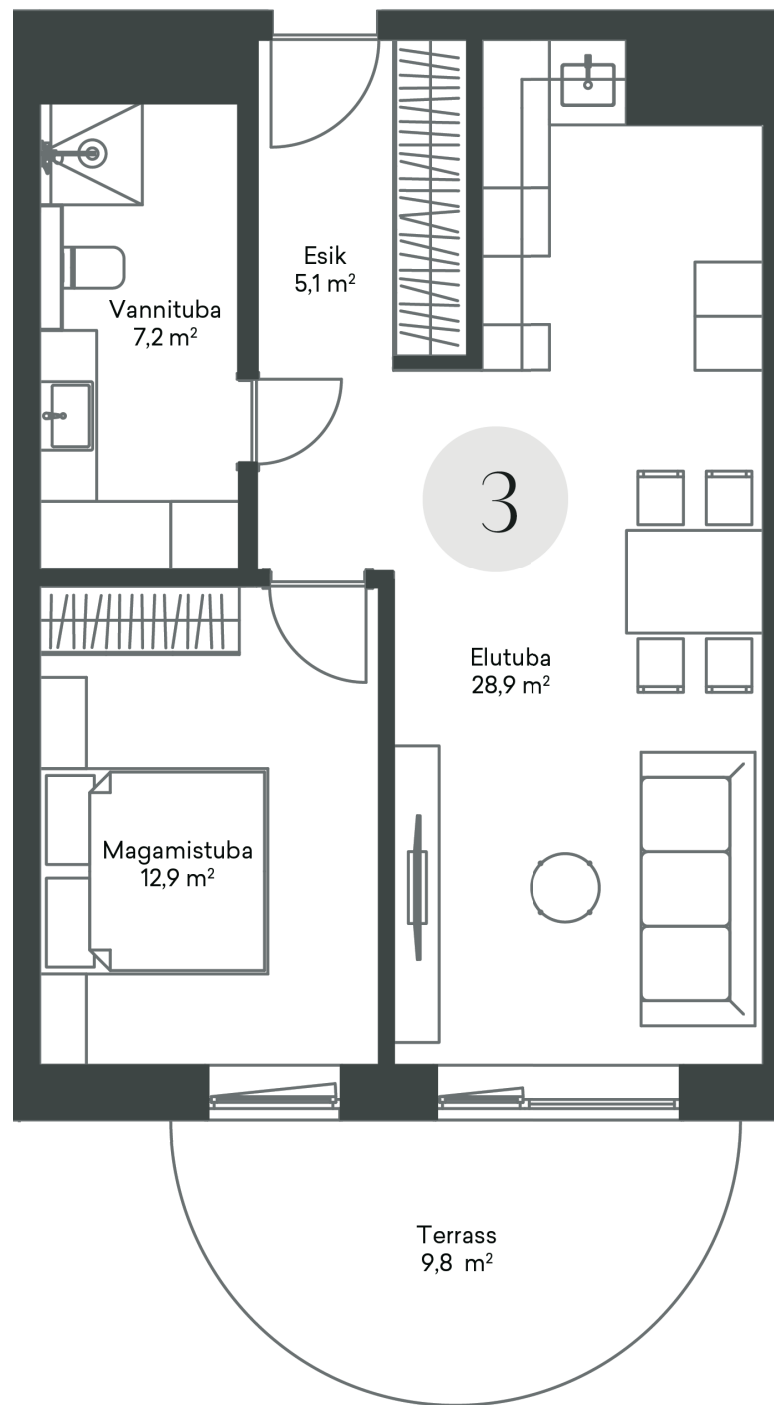 Esik
5,1 m²
Vannituba
7,2 m²
3
Elutuba
28,9 m²
Magamistuba
12,9 m²
Terrass
9,8 m²